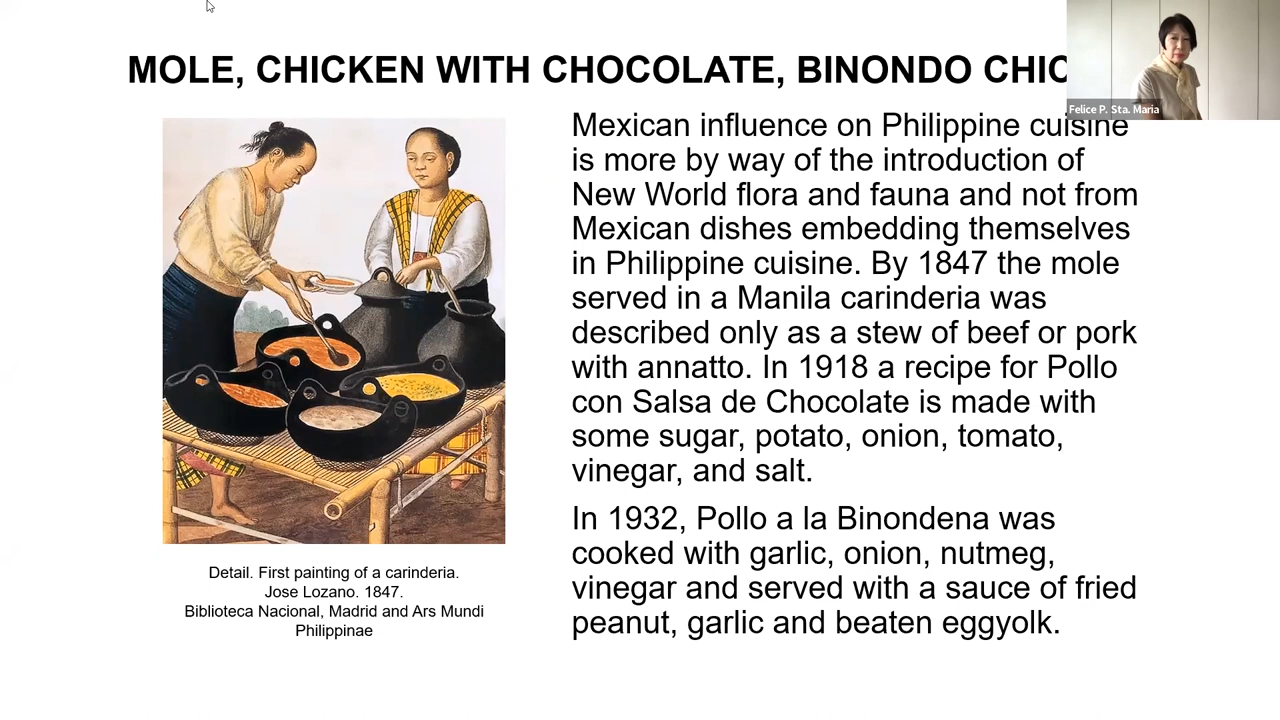 MOLE, CHICKEN WITH CHOCOLATE, BINONDO CHIC
Felice P. Sta. Maria
Mexican influence on Philippine cuisine
is more by way of the introduction of
New World flora and fauna and not from
Mexican dishes embedding themselves
in Philippine cuisine. By 1847 the mole
served in a Manila carinderia was
described only as a stew of beef or pork
with annatto. In 1918 a recipe for Pollo
con Salsa de Chocolate is made with
some sugar, potato, onion, tomato,
vinegar, and salt.
In 1932, Pollo a la Binondena was
cooked with garlic, onion, nutmeg,
vinegar and served with a sauce of fried
peanut, garlic and beaten eggyolk.
Detail. First painting of a carinderia.
Jose Lozano. 1847.
Biblioteca Nacional, Madrid and Ars Mundi
Philippinae